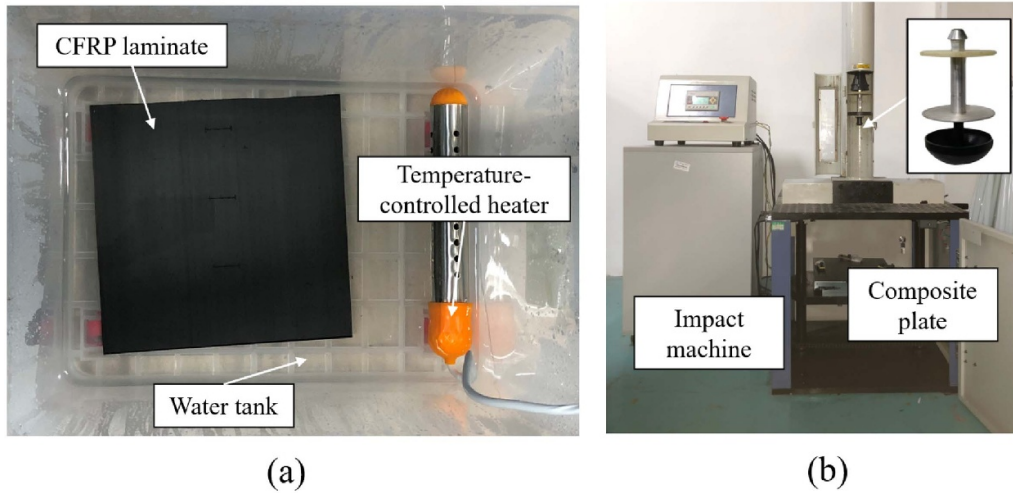 CFRP laminate
Temperature-
controlled heater
Water tank
(a)
Impact
machine
Composite
plate
(b)